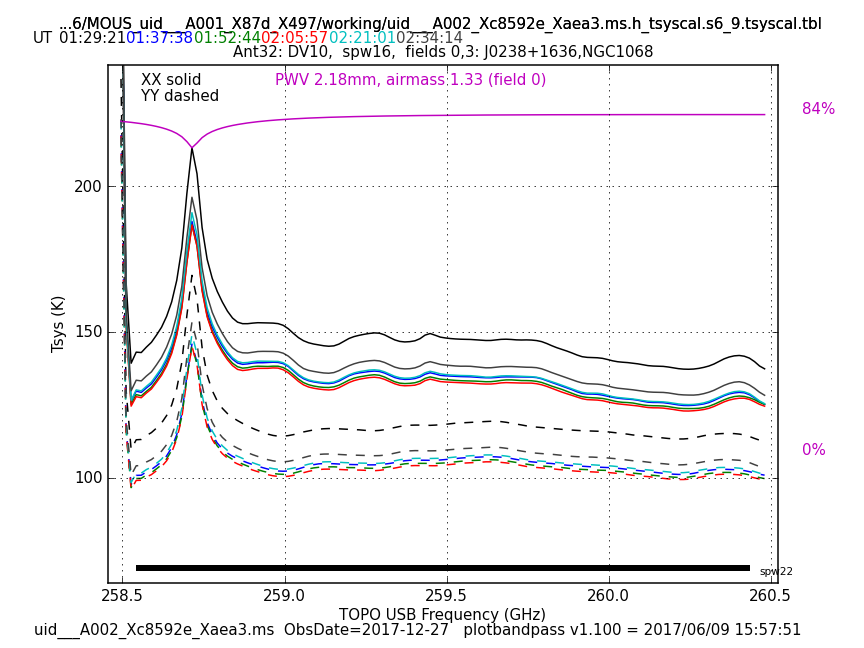 ...6/MOUS_uid___A001_X87d_X497/working/uid___A002_Xc8592e_Xaea3.ms.h_tsyscal.s6_9.tsyscal.tbl
UT 01:29:21 01:37:38 01:52:44 02:05:57 02:21:01 02:34:14
Ant32: DV10, spw16, fields 0,3: J0238+1636,NGC1068
XX solid
PWV 2.18mm, airmass 1.33 (field 0)
YY dashed
84%
200
150
Tsys (K)
100
0%
spw22
258.5 259.0 259.5 260.0 260.5
TOPO USB Frequency (GHz)
uid___A002_Xc8592e_Xaea3.ms ObsDate=2017-12-27 plotbandpass v1.100 = 2017/06/09 15:57:51